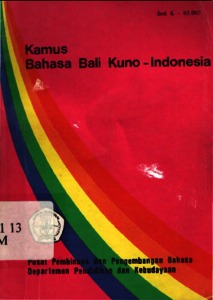 Kamus
Bahasa Bali Kuno - Indonesia
1 13
M
Pusat Pembinaan dan Pengembangan Bahasa
Departemen Pendidikan dan Kebudayaan